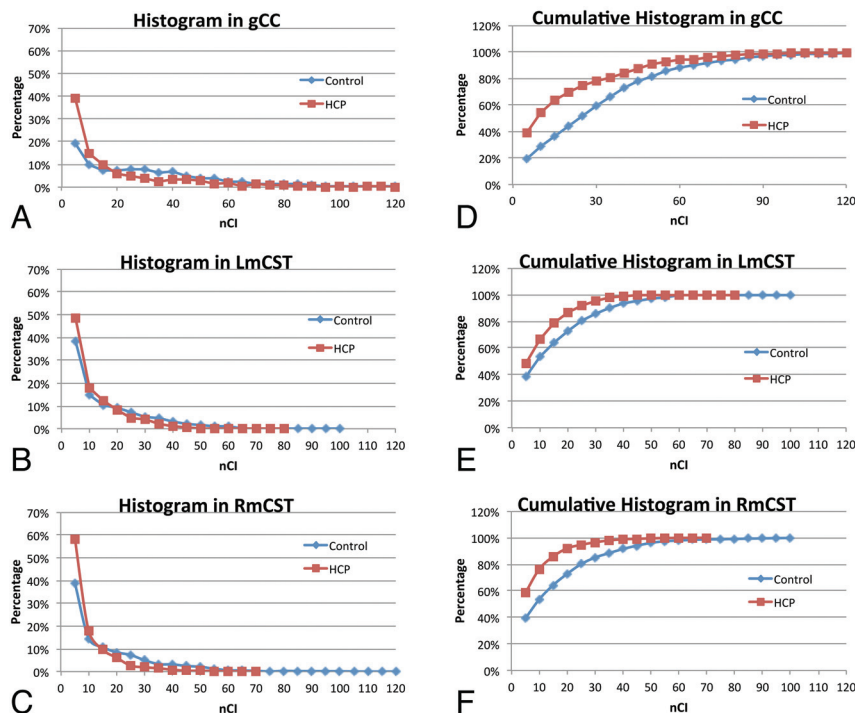 Histogram in gCC
70%
60%
50%
40%
30%
20%
10%
0%
Percentage
Control
HCP
0 20 40 60 80 100 120
nCI
A
Cumulative Histogram in gCC
120%
100%
80%
60%
40%
20%
0%
Percentage
Control
HCP
0 30 60 90 120
nCI
D
Histogram in LmCST
70%
60%
50%
40%
30%
20%
10%
0%
Percentage
Control
HCP
0 10 20 30 40 50 60 70 80 90 100 110 120
nCI
B
Cumulative Histogram in LmCST
120%
100%
80%
60%
40%
20%
0%
Percentage
Control
HCP
0 10 20 30 40 50 60 70 80 90 100 110 120
nCI
E
Histogram in RmCST
70%
60%
50%
40%
30%
20%
10%
0%
Percentage
Control
HCP
0 10 20 30 40 50 60 70 80 90 100 110 120
nCI
C
Cumulative Histogram in RmCST
120%
100%
80%
60%
40%
20%
0%
Percentage
Control
HCP
0 10 20 30 40 50 60 70 80 90 100 110 120
nCI
F